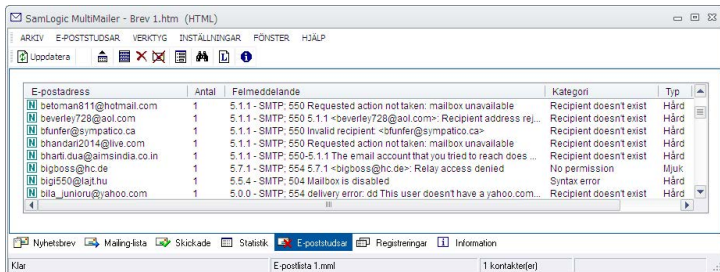 SamLogic MultiMailer - Brev 1.htm (HTML)
ARKIV E-POSTSTUDSAR VERKTYG INSTÄLLNINGAR FÖNSTER HJÄLP
Uppdatera
E-postadress Antal Felmeddelande Kategori Typ
N betoman811@hotmail.com 1 5.1.1 - SMTP; 550 Requested action not taken: mailbox unavailable Recipient doesn't exist Hård
N beverley728@aol.com 1 5.1.1 - SMTP; 550 5.1.1 <beverley728@aol.com>: Recipient address rej... Recipient doesn't exist Hård
N bfunfer@sympatico.ca 1 5.1.1 - SMTP; 550 Invalid recipient: <bfunfer@sympatico.ca> Recipient doesn't exist Hård
N bhandari2014@live.com 1 5.1.1 - SMTP; 550 Requested action not taken: mailbox unavailable Recipient doesn't exist Hård
N bharti.dua@aimsindia.co.in 1 5.1.1 - SMTP; 550-5.1.1 The email account that you tried to reach does ... Recipient doesn't exist Hård
N bigboss@hc.de 1 5.7.1 - SMTP; 554 5.7.1 <bigboss@hc.de>: Relay access denied No permission Mjuk
N bigi550@lajt.hu 1 5.5.4 - SMTP; 504 Mailbox is disabled Syntax error Hård
N bila_junioru@yahoo.com 1 5.0.0 - SMTP; 554 delivery error: dd This user doesn't have a yahoo.com... Recipient doesn't exist Hård
Nyhetsbrev Mailing-lista Skickade Statistik E-poststudsar Registreringar Information
Klar E-postlista 1.mml 1 kontakter(er)